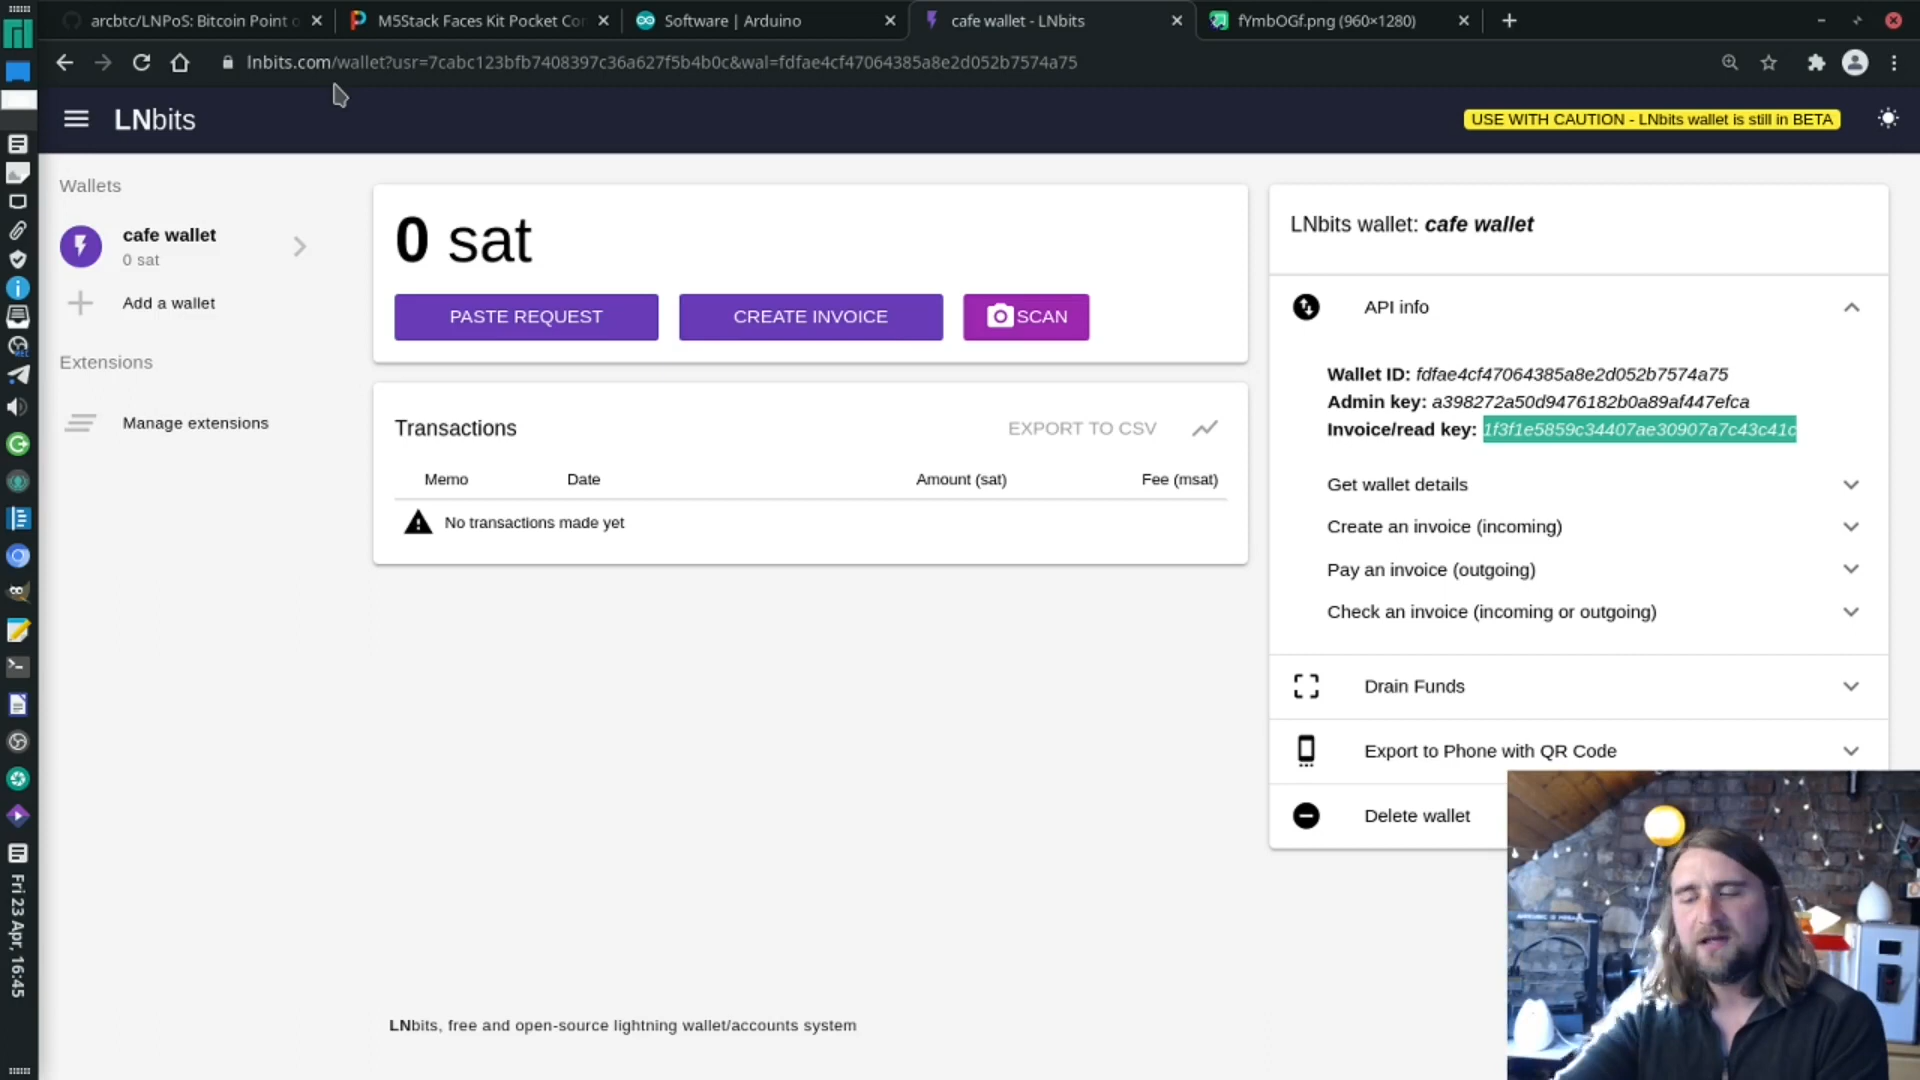 arcbtc/LNPoS: Bitcoin Point o
M5Stack Faces Kit Pocket Co
Software | Arduino
cafe wallet - LNbits
fYmbOGf.png (960×1280)
lnbits.com/wallet?usr=7cabc123bfb7408397c36a627f5b4b0c&wal=fdfae4cf47064385a8e2d052b7574a75
LNbits
USE WITH CAUTION - LNbits wallet is still in BETA
Wallets
cafe wallet
0 sat
Add a wallet
Extensions
Manage extensions
0 sat
PASTE REQUEST
CREATE INVOICE
SCAN
Transactions
EXPORT TO CSV
Memo Date Amount (sat) Fee (msat)
No transactions made yet
LNbits wallet: cafe wallet
API info
Wallet ID: fdfae4cf47064385a8e2d052b7574a75
Admin key: a398272a50d9476182b0a89af447efca
Invoice/read key: 1f3f1e5859c34407ae30907a7c43c41c
Get wallet details
Create an invoice (incoming)
Pay an invoice (outgoing)
Check an invoice (incoming or outgoing)
Drain Funds
Export to Phone with QR Code
Delete wallet
LNbits, free and open-source lightning wallet/accounts system
Fri 23 Apr, 16:45